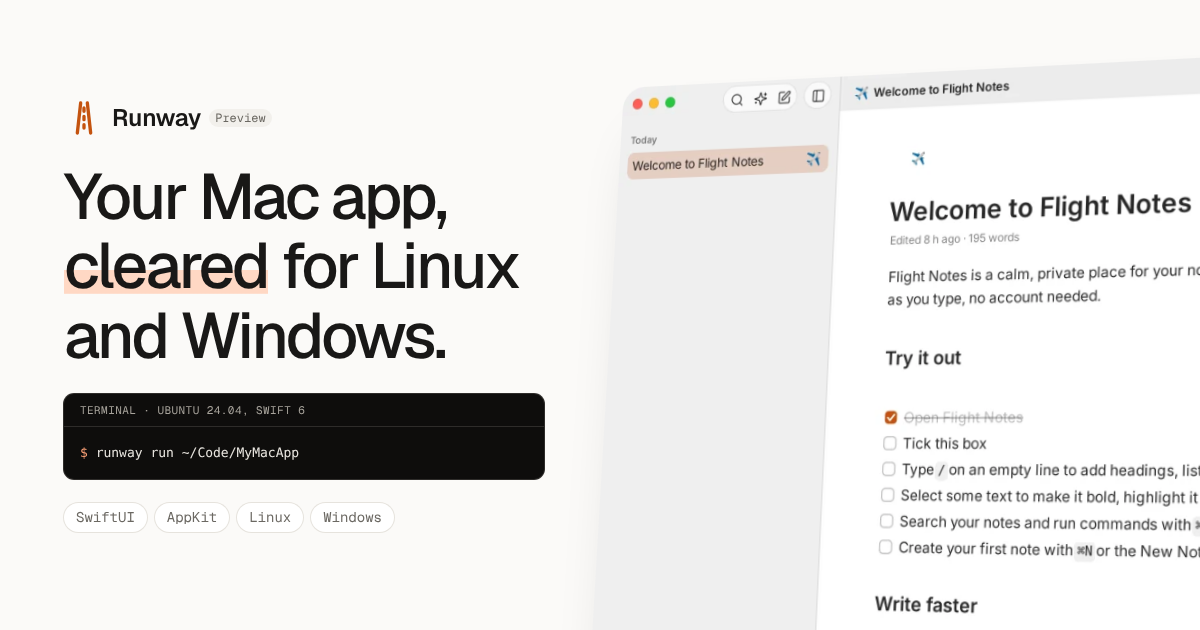 Runway Preview
Your Mac app,
cleared for Linux
and Windows.
TERMINAL · UBUNTU 24.04, SWIFT 6
$ runway run ~/Code/MyMacApp
SwiftUI AppKit Linux Windows
Today
Welcome to Flight Notes
Welcome to Flight Notes
Welcome to Flight Notes
Edited 8 h ago · 195 words
Flight Notes is a calm, private place for your
as you type, no account needed.
Try it out
Open Flight Notes
Tick this box
Type / on an empty line to add headings,
Select some text to make it bold, highlight it
Search your notes and run commands with
Create your first note with ⌘N or the New
Write faster